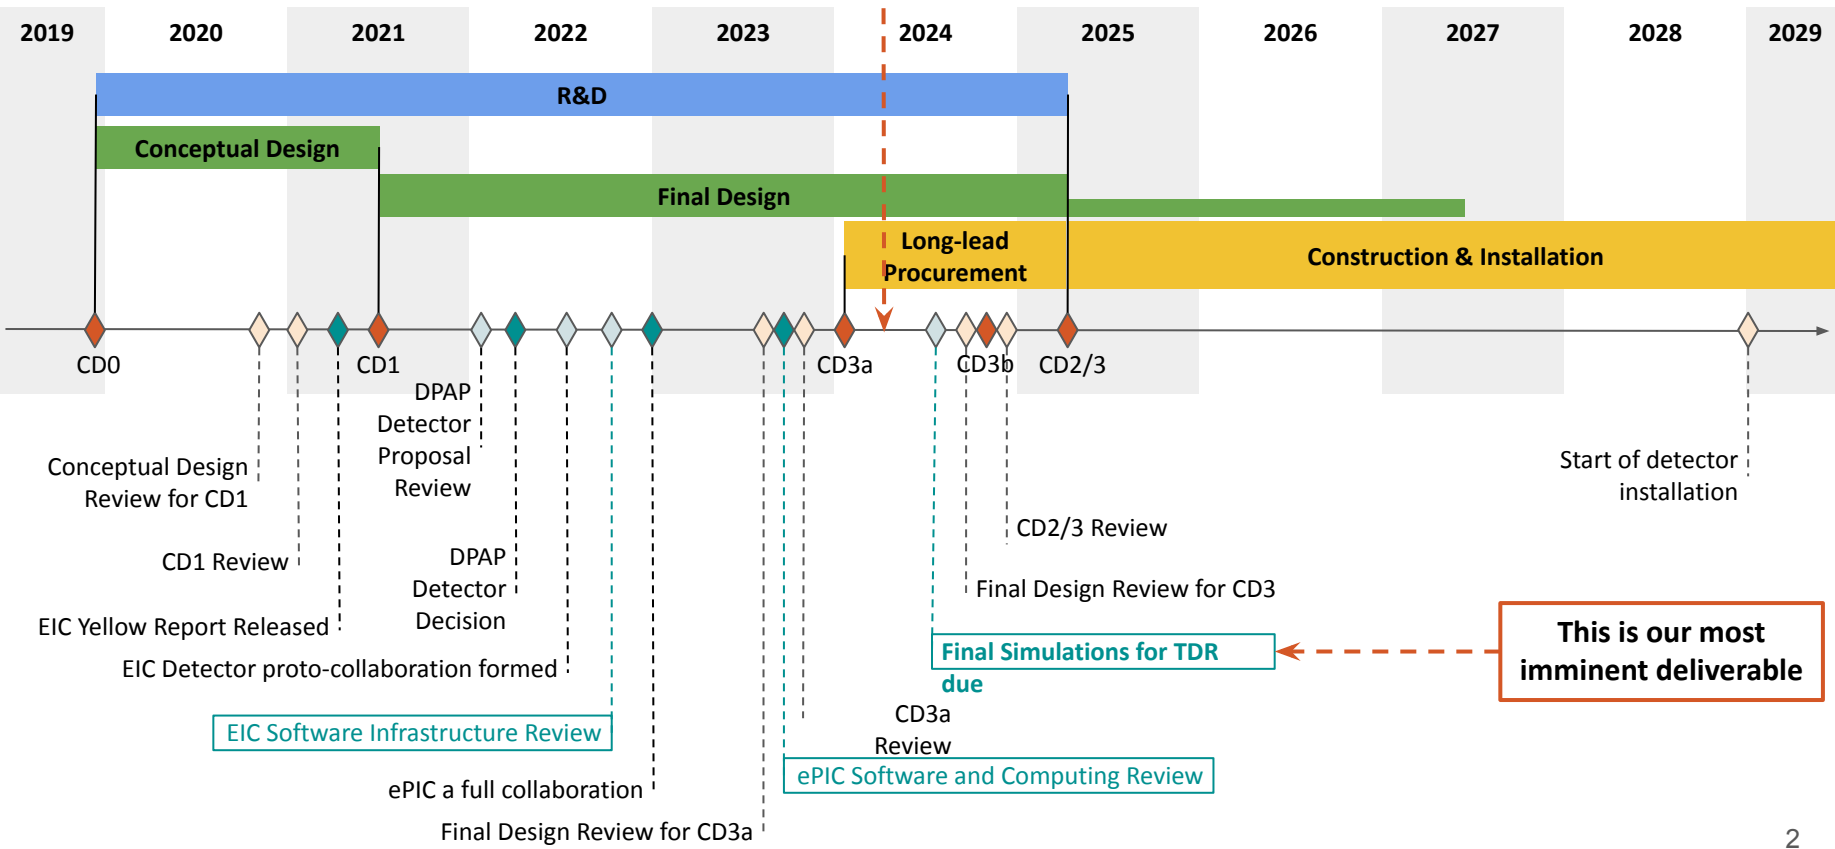 2019 2020 2021 2022 2023 2024 2025 2026 2027 2028 2029
R&D
Conceptual Design
Final Design
Long-lead
Procurement
Construction & Installation
CD0 CD1 CD3a CD3b CD2/3
DPAP
Detector
Proposal
Review
Conceptual Design
Review for CD1
Start of detector
installation
CD2/3 Review
CD1 Review
DPAP
Detector
Decision
Final Design Review for CD3
EIC Yellow Report Released
This is our most
imminent deliverable
Final Simulations for TDR
due
EIC Detector proto-collaboration formed
CD3a
Review
EIC Software Infrastructure Review
ePIC Software and Computing Review
ePIC a full collaboration
Final Design Review for CD3a
2